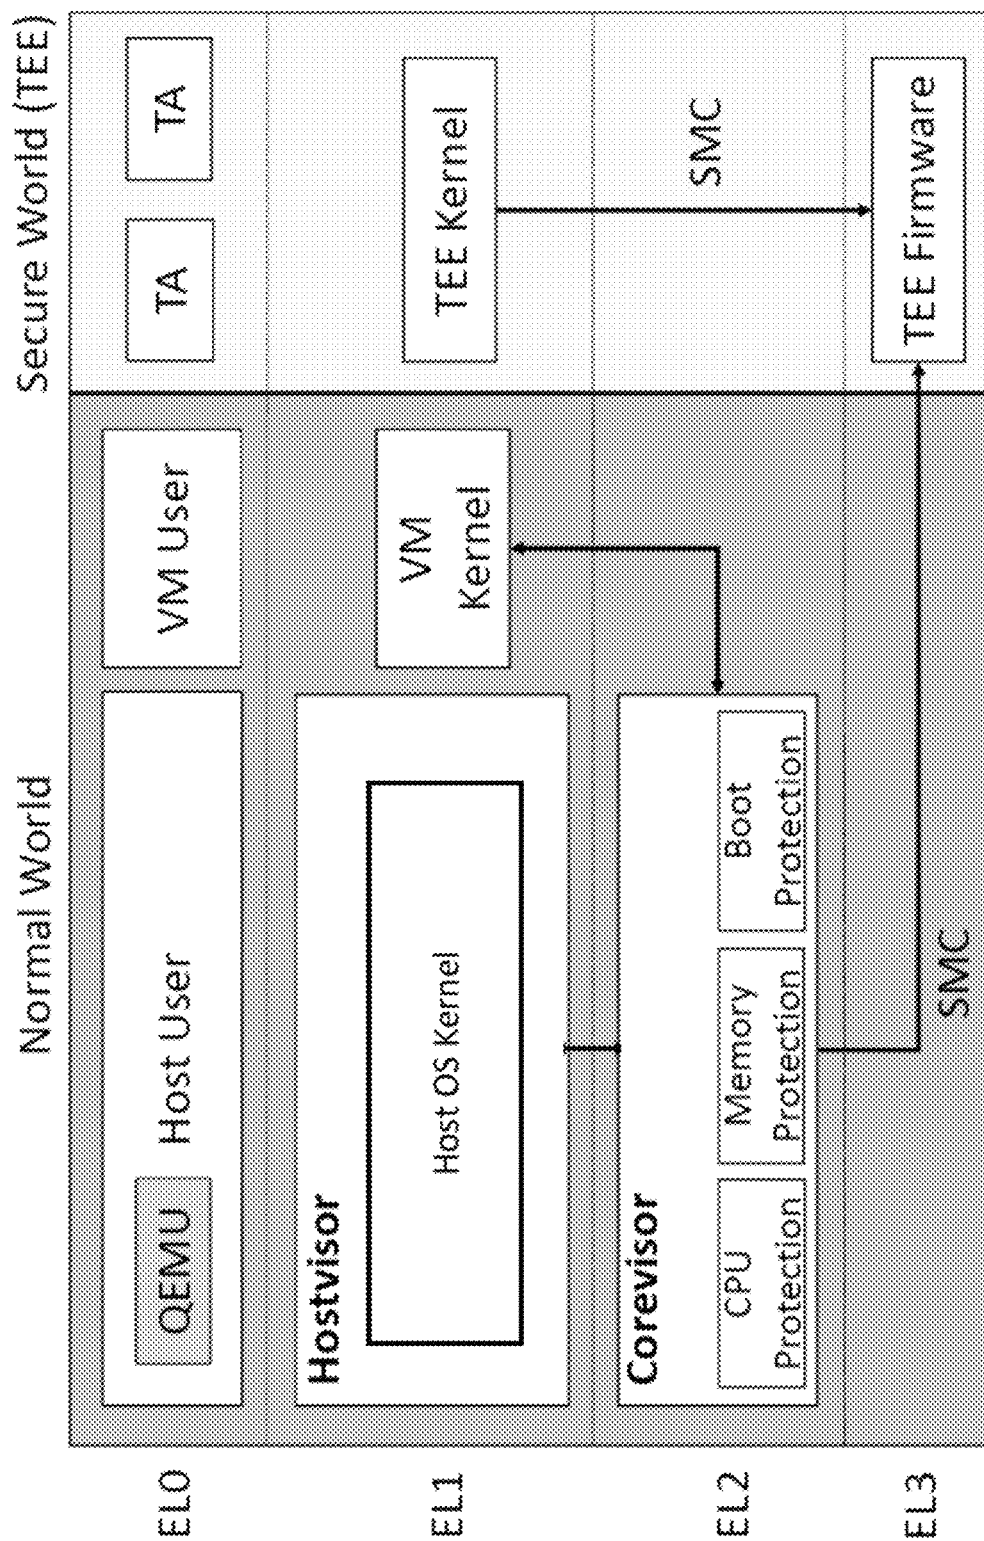 Normal World
Secure World (TEE)
EL0
QEMU
Host User
VM User
TA
TA
EL1
Hostvisor
Host OS Kernel
VM
Kernel
TEE Kernel
EL2
Corevisor
CPU
Protection
Memory
Protection
Boot
Protection
SMC
EL3
SMC
TEE Firmware